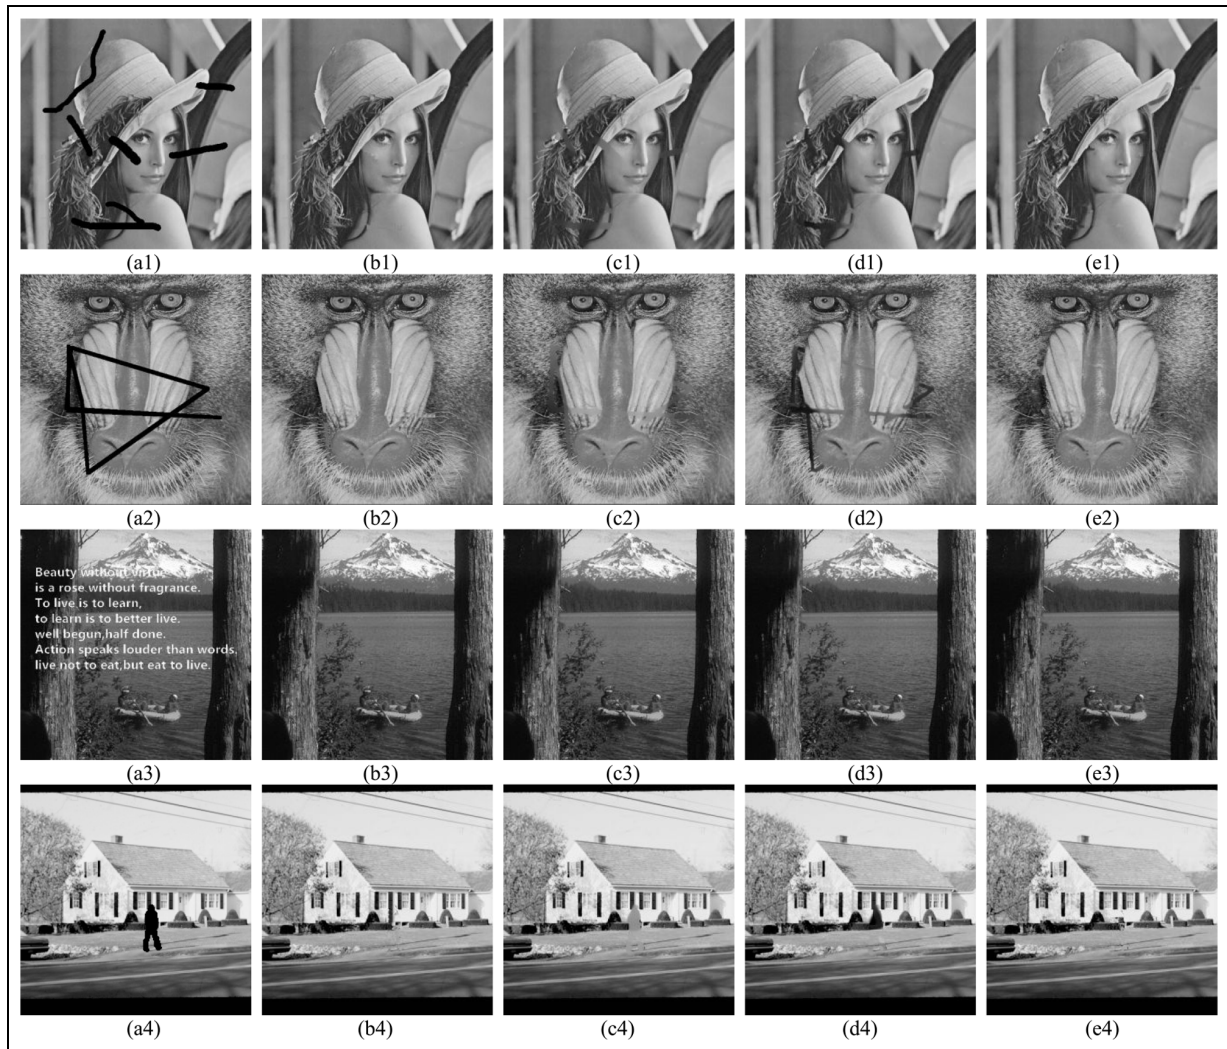 (a1) (b1) (c1) (d1) (e1)
(a2) (b2) (c2) (d2) (e2)
Beauty without virtue
is a rose without fragrance.
To live is to learn,
to learn is to better live.
well begun,half done.
Action speaks louder than words,
live not to eat,but eat to live.
(a3) (b3) (c3) (d3) (e3)
(a4) (b4) (c4) (d4) (e4)